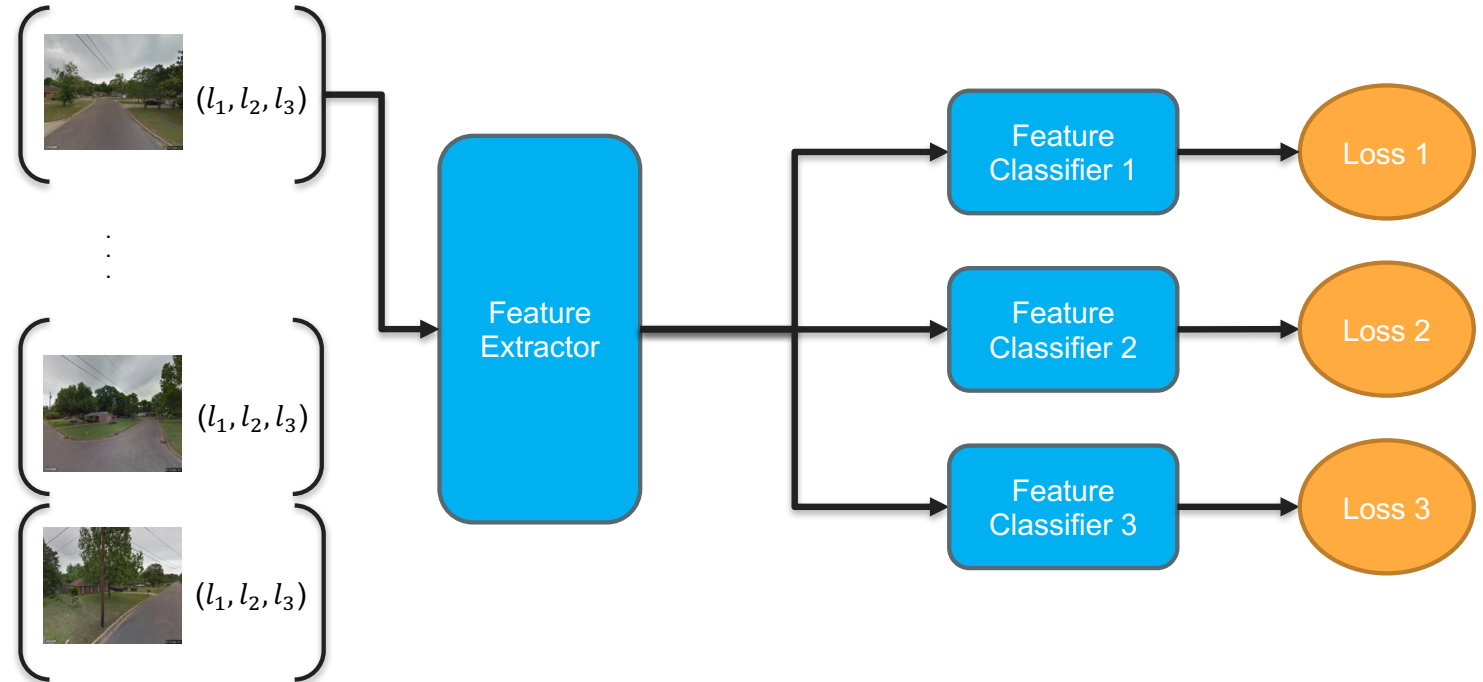 (l₁, l₂, l₃)
.
.
.
(l₁, l₂, l₃)
(l₁, l₂, l₃)
Feature
Extractor
Feature
Classifier 1
Loss 1
Feature
Classifier 2
Loss 2
Feature
Classifier 3
Loss 3